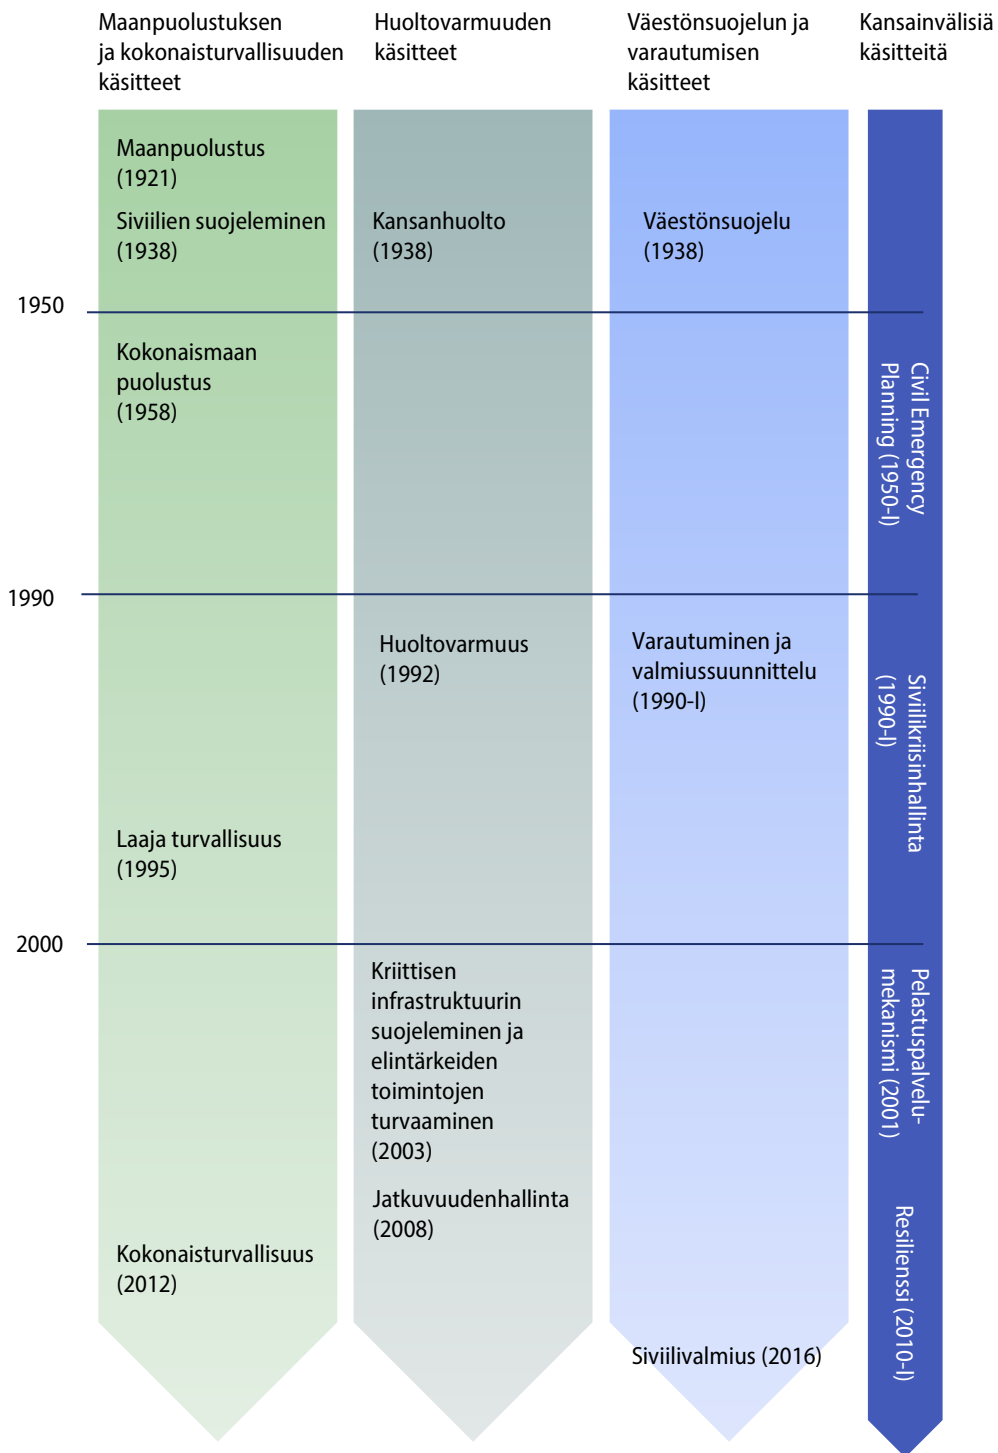 Maanpuolustuksen
ja kokonaisturvallisuuden
käsitteet
Huoltovarmuuden
käsitteet
Väestönsuojelun ja
varautumisen
käsitteet
Kansainvälisiä
käsitteitä
Maanpuolustus
(1921)
Siviilien suojeleminen
(1938)
Kansanhuolto
(1938)
Väestönsuojelu
(1938)
1950
Kokonaismaan
puolustus
(1958)
Civil Emergency
Planning (1950-l)
1990
Huoltovarmuus
(1992)
Varautuminen ja
valmiussuunnittelu
(1990-l)
Siviilikriisinhallinta
(1990-l)
Laaja turvallisuus
(1995)
2000
Kriittisen
infrastruktuurin
suojeleminen ja
elintärkeiden
toimintojen
turvaaminen
(2003)
Pelastuspalvelu-
mekanismi (2001)
Jatkuvuudenhallinta
(2008)
Kokonaisturvallisuus
(2012)
Resilienssi (2010-l)
Siviilivalmius (2016)